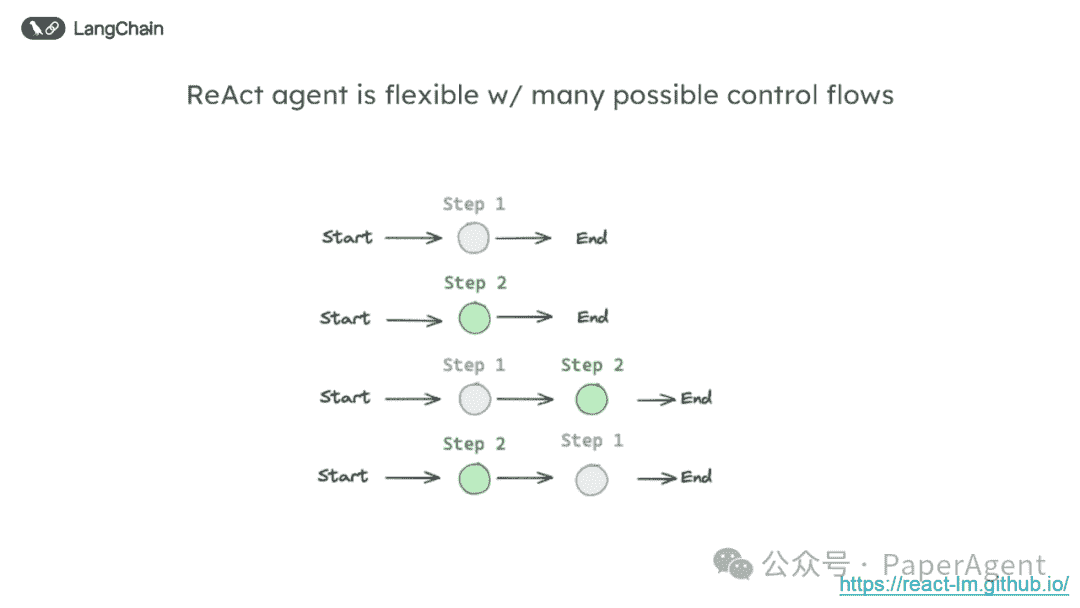 LangChain
ReAct agent is flexible w/ many possible control flows
Step 1
Start End
Step 2
Start End
Step 1 Step 2
Start End
Step 2 Step 1
Start End
公众号 · PaperAgent
https://react-lm.github.io/